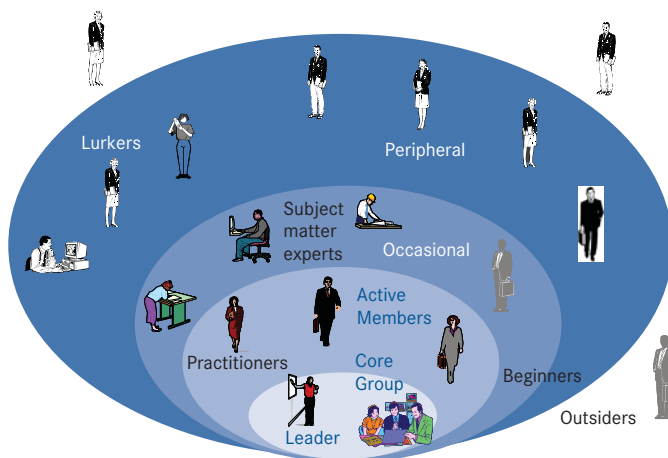 Lurkers
Peripheral
Subject
matter
experts
Occasional
Active
Members
Practitioners
Core
Group
Beginners
Leader
Outsiders